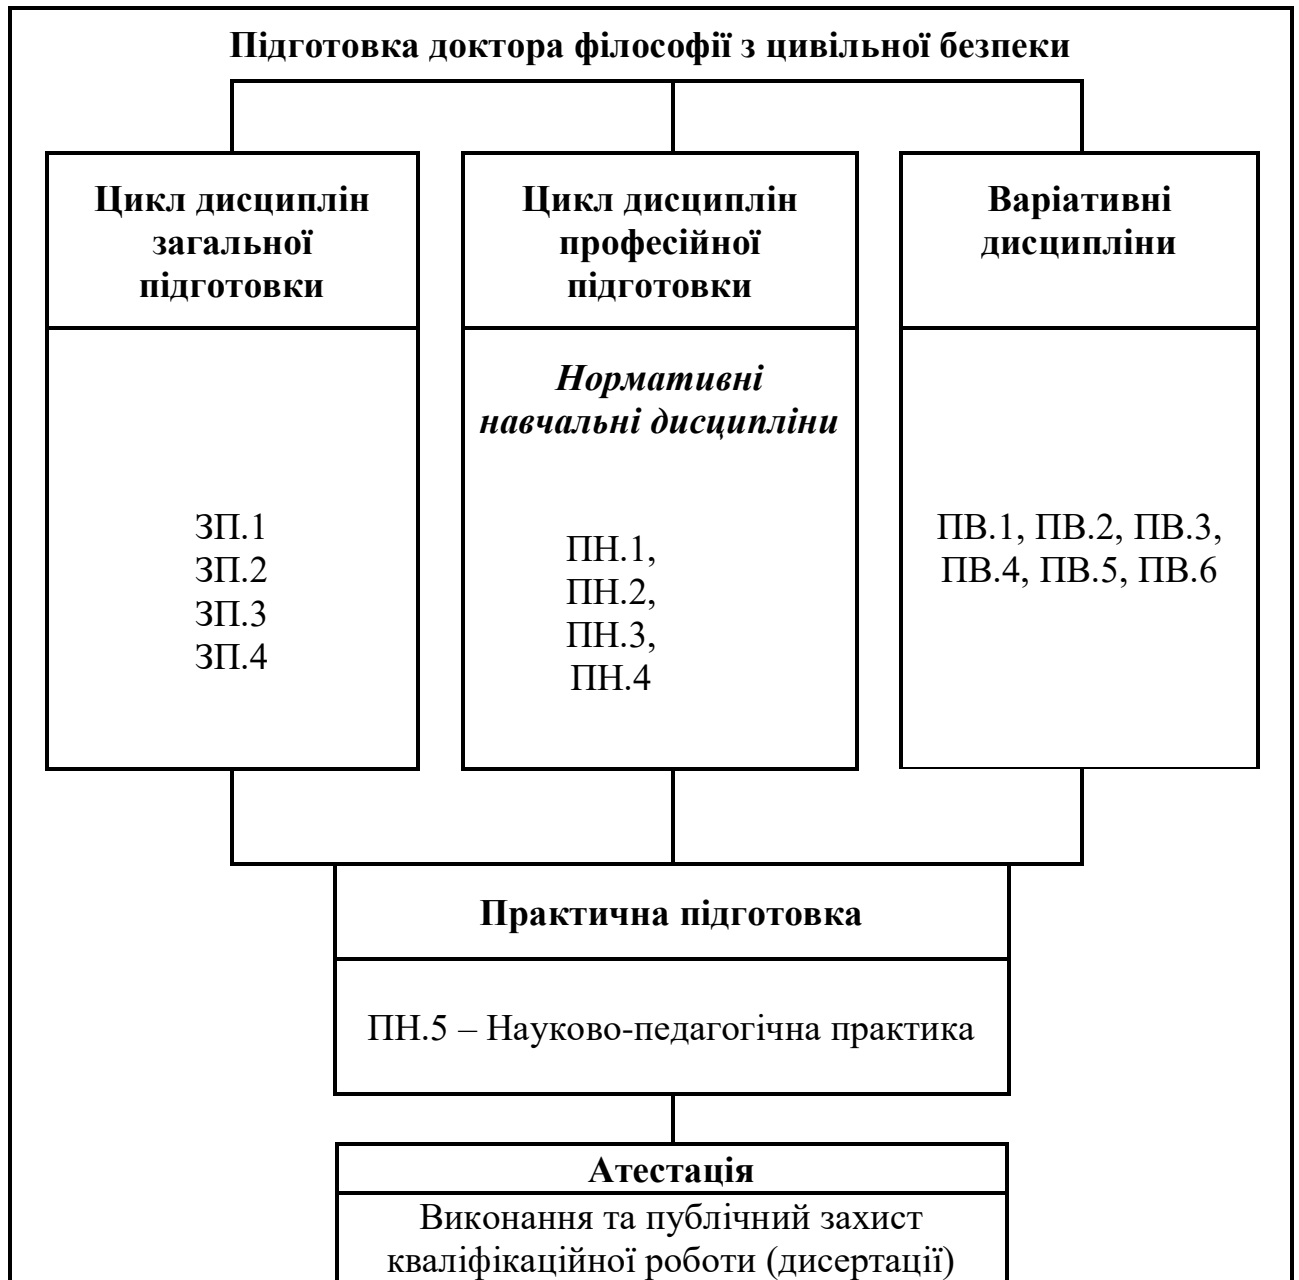 Підготовка доктора філософії з цивільної безпеки
Цикл дисциплін
загальної
підготовки
Цикл дисциплін
професійної
підготовки
Варіативні
дисципліни
ЗП.1
ЗП.2
ЗП.3
ЗП.4
Нормативні
навчальні дисципліни
ПН.1,
ПН.2,
ПН.3,
ПН.4
ПВ.1, ПВ.2, ПВ.3,
ПВ.4, ПВ.5, ПВ.6
Практична підготовка
ПН.5 – Науково-педагогічна практика
Атестація
Виконання та публічний захист
кваліфікаційної роботи (дисертації)